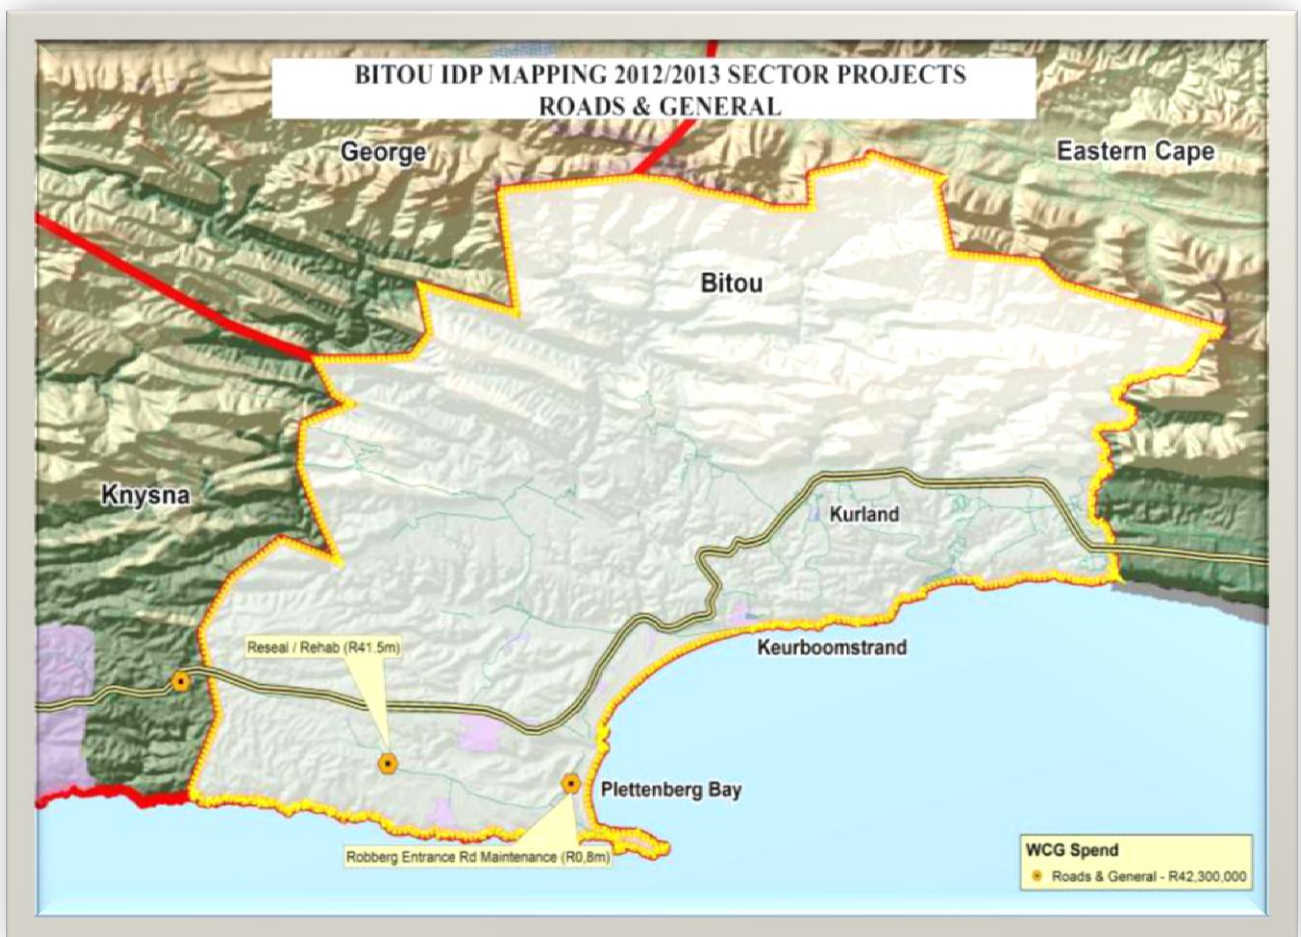 BITOU IDP MAPPING 2012/2013 SECTOR PROJECTS
ROADS & GENERAL
George
Eastern Cape
Bitou
Knysna
Kurland
Keurboomstrand
Reseal / Rehab (R41.5m)
Plettenberg Bay
Robberg Entrance Rd Maintenance (R0,8m)
WCG Spend
Roads & General - R42,300,000